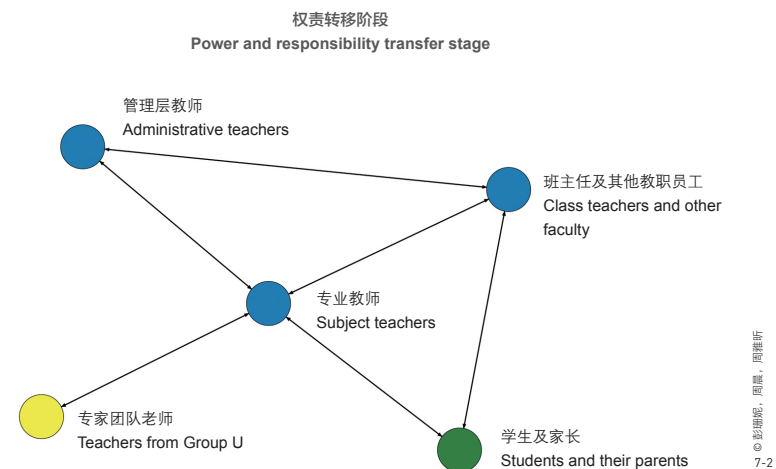 权责转移阶段
Power and responsibility transfer stage
管理层教师
Administrative teachers
班主任及其他教职员工
Class teachers and other
faculty
专业教师
Subject teachers
专家团队老师
Teachers from Group U
学生及家长
Students and their parents
© 彭珊妮，周晨，周雅昕
7-2